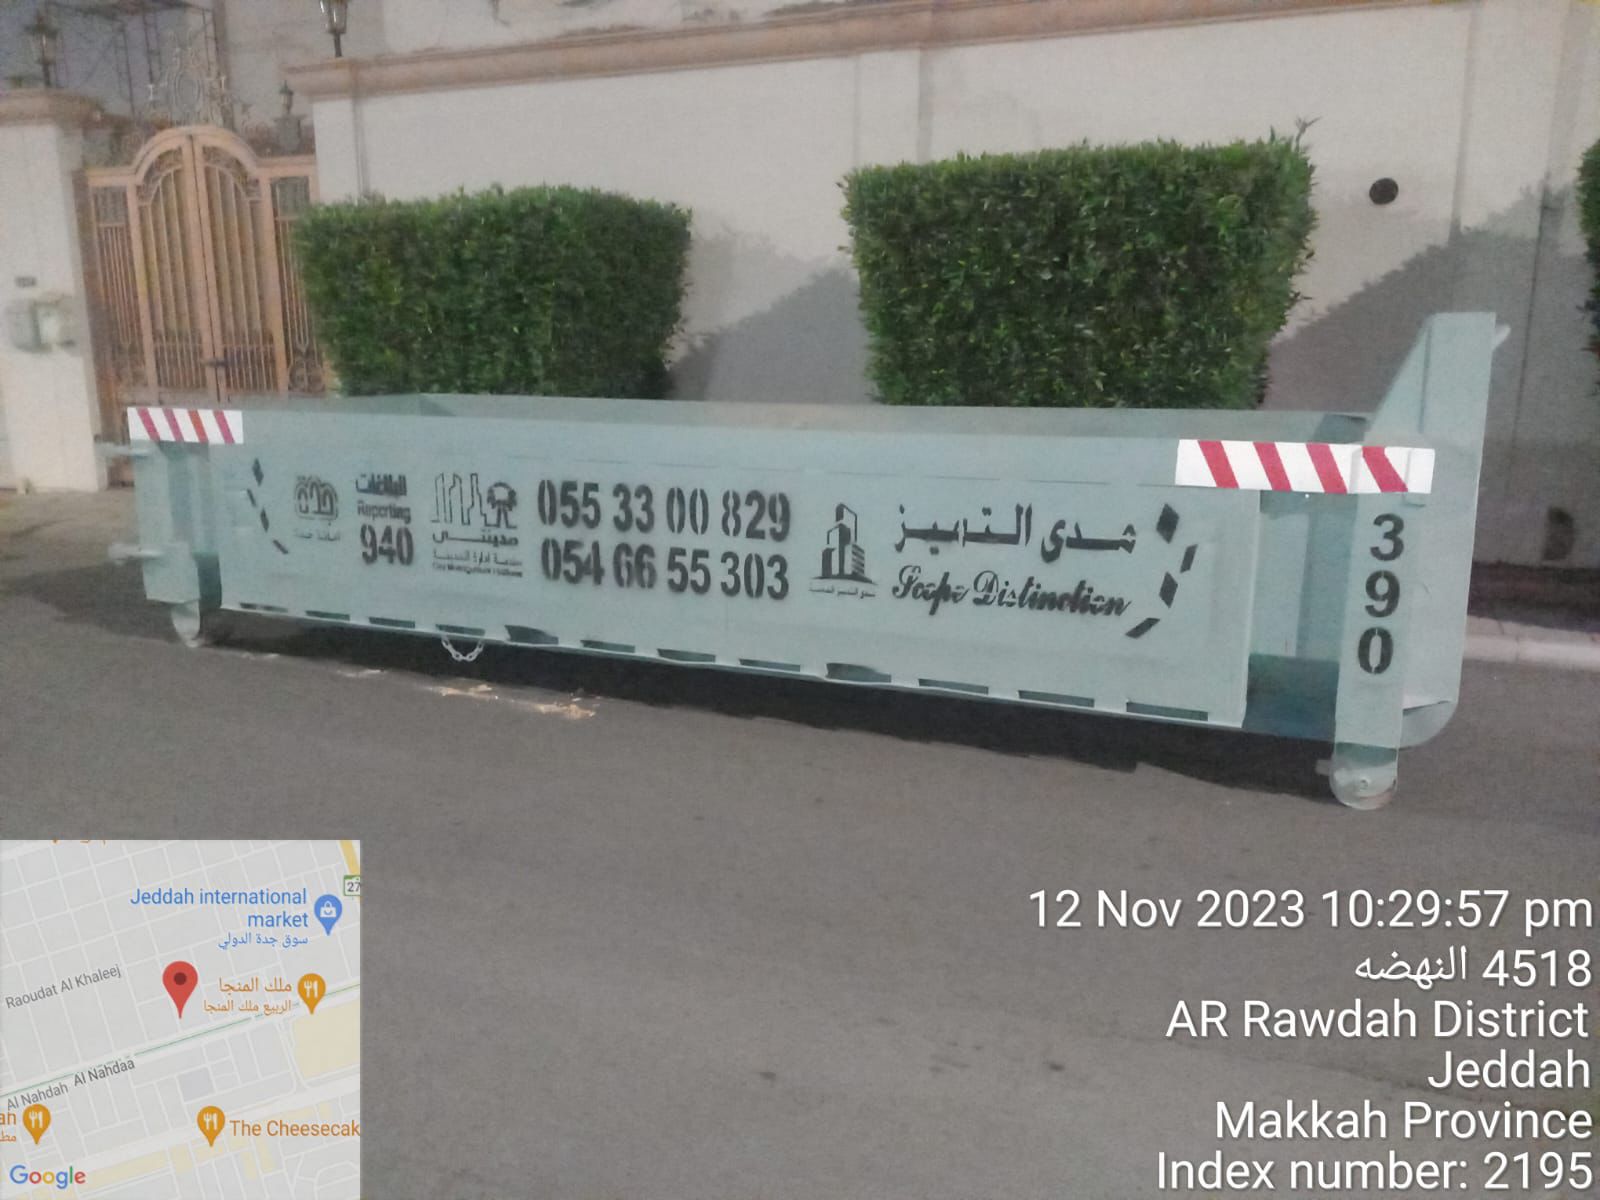 مدى التميز
Scope Distinction
055 33 00 829
054 66 55 303
مدينتي
البلاغات
Reporting
940
جدة
390
Jeddah international
market
سوق جدة الدولي
Raoudat Al Khaleej
ملك المنجا
الربيع ملك المنجا
Al Nahdah
Al Nahdaa
The Cheesecak
Google
12 Nov 2023 10:29:57 pm
4518 النهضه
AR Rawdah District
Jeddah
Makkah Province
Index number: 2195